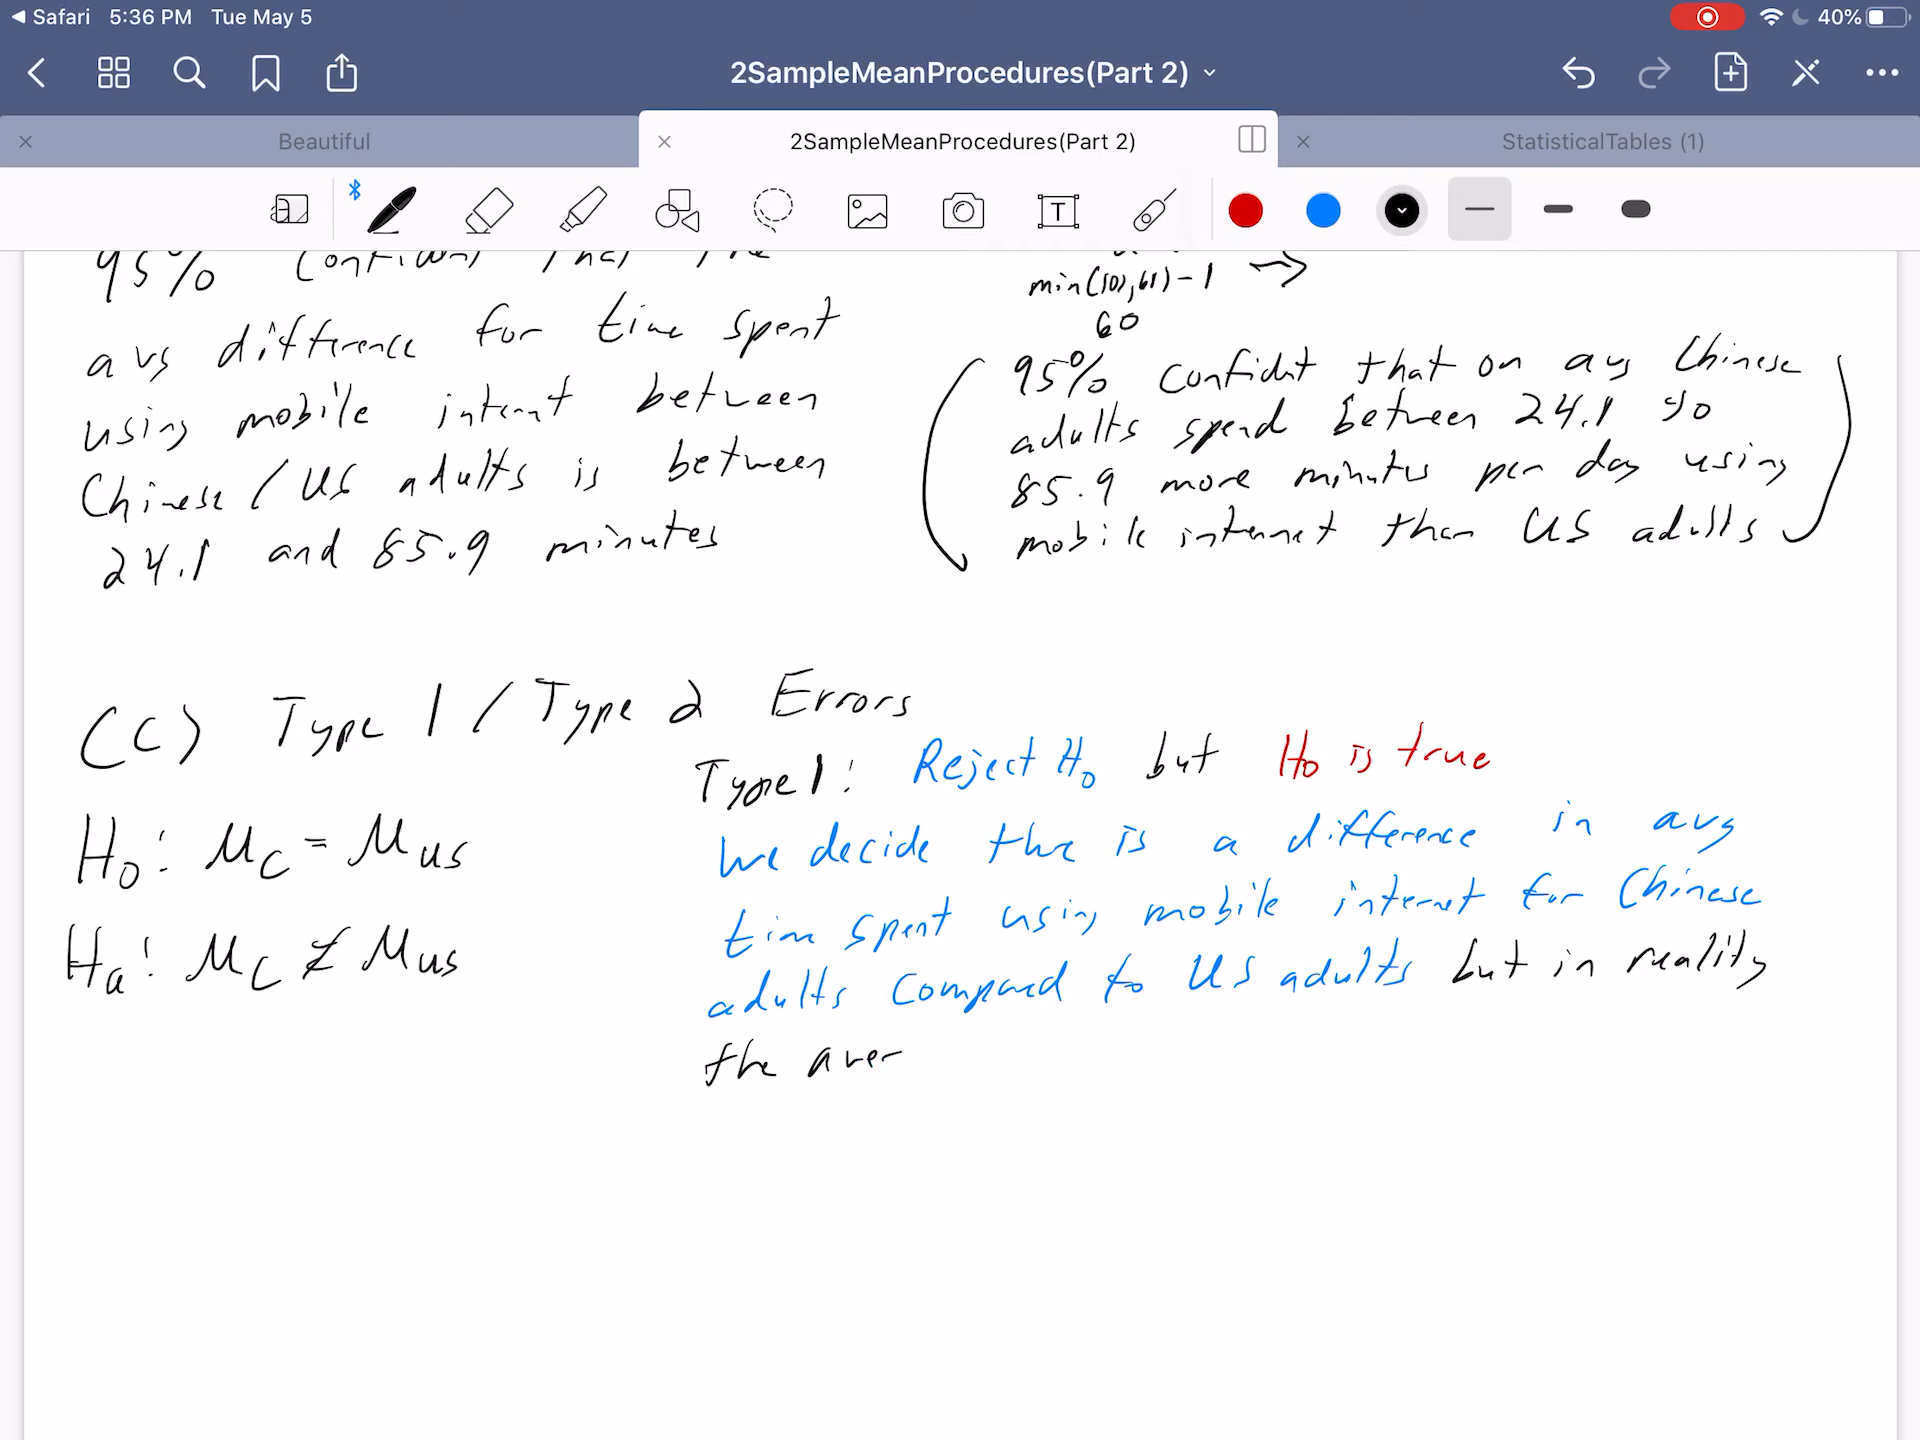 Safari 5:36 PM Tue May 5 40%
2SampleMeanProcedures(Part 2)
Beautiful 2SampleMeanProcedures(Part 2) StatisticalTables (1)
95% confident that the
avg difference for time spent
using mobile internt between
Chinese / US adults is between
24.1 and 85.9 minutes
min(101,61)-1 →
60
95% confidnt that on avg Chinese
adults spend between 24.1
85.9 more minutes per day using
mobile internet than US adults
(C) Type 1 / Type 2 Errors
H₀: μc = μus
Ha: μc ≠ μus
Type 1: Reject H₀ but H₀ is true
We decide the is a difference in avg
time spent using mobile internet for Chinese
adults compared to US adults but in reality
the aver